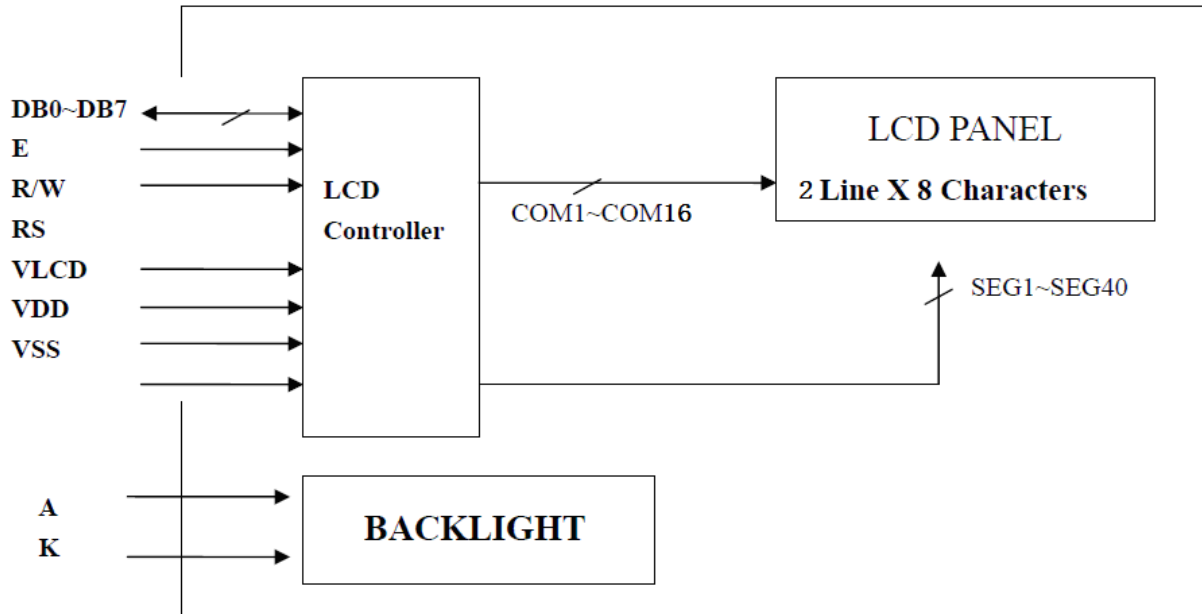 DB0~DB7
E
R/W
RS
VLCD
VDD
VSS
LCD
Controller
COM1~COM16
LCD PANEL
2 Line X 8 Characters
SEG1~SEG40
A
K
BACKLIGHT